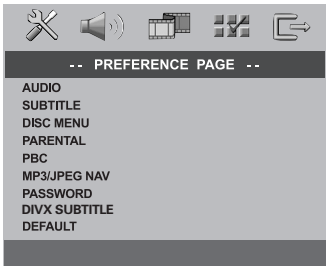 -- PREFERENCE PAGE --
AUDIO
SUBTITLE
DISC MENU
PARENTAL
PBC
MP3/JPEG NAV
PASSWORD
DIVX SUBTITLE
DEFAULT